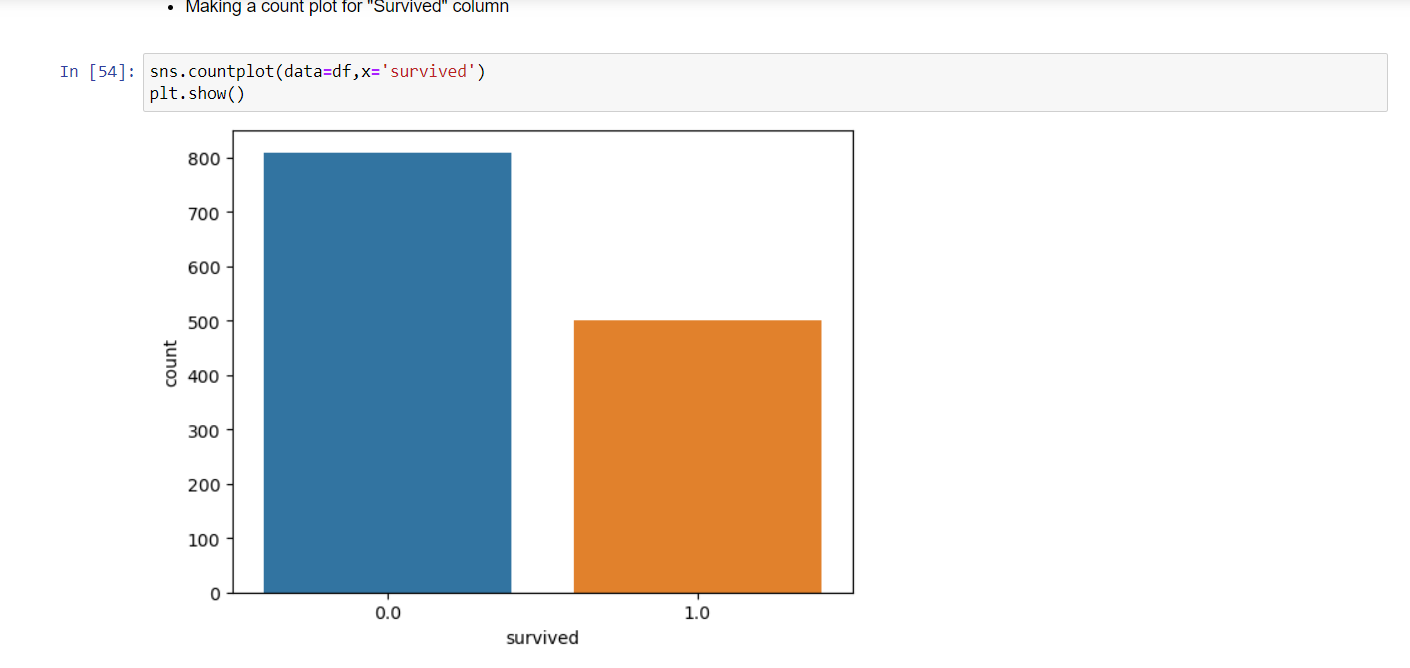 • Making a count plot for "Survived" column
In [54]: sns.countplot(data=df,x='survived')
plt.show()
800
700
600
500
400
300
200
100
0
count
0.0 1.0
survived